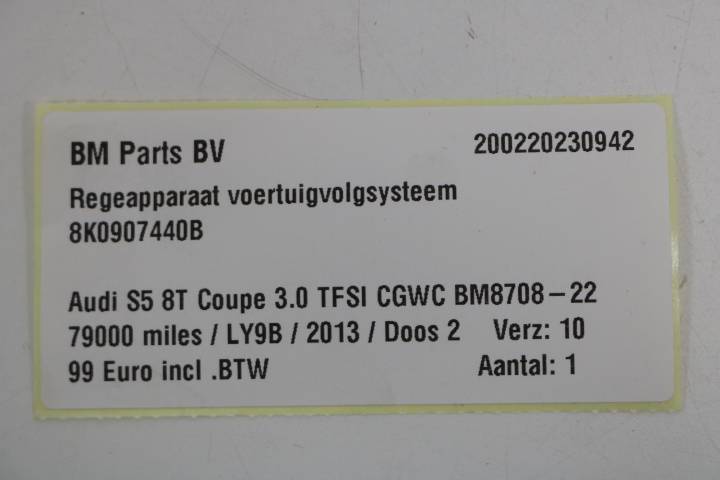 BM Parts BV 200220230942
Regeapparaat voertuigvolgsysteem
8K0907440B
Audi S5 8T Coupe 3.0 TFSI CGWC BM8708-22
79000 miles / LY9B / 2013 / Doos 2 Verz: 10
99 Euro incl .BTW Aantal: 1